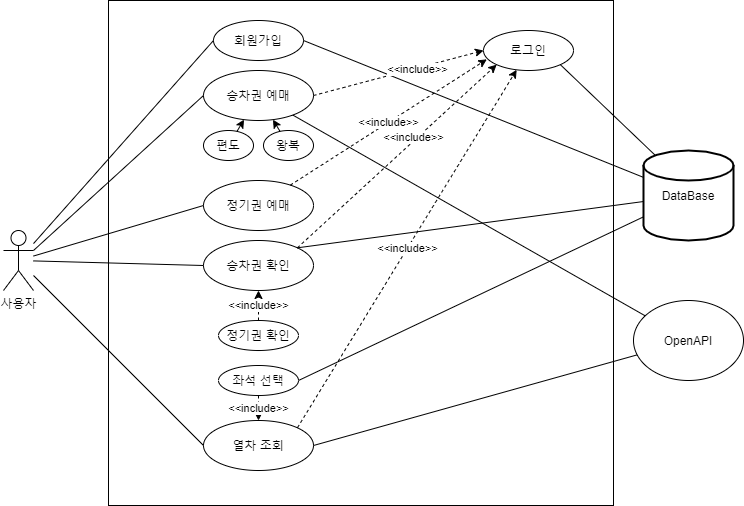 회원가입
로그인
<<include>>
승차권 예매
<<include>>
<<include>>
편도
왕복
DataBase
정기권 예매
<<include>>
승차권 확인
사용자
<<include>>
정기권 확인
OpenAPI
좌석 선택
<<include>>
열차 조회